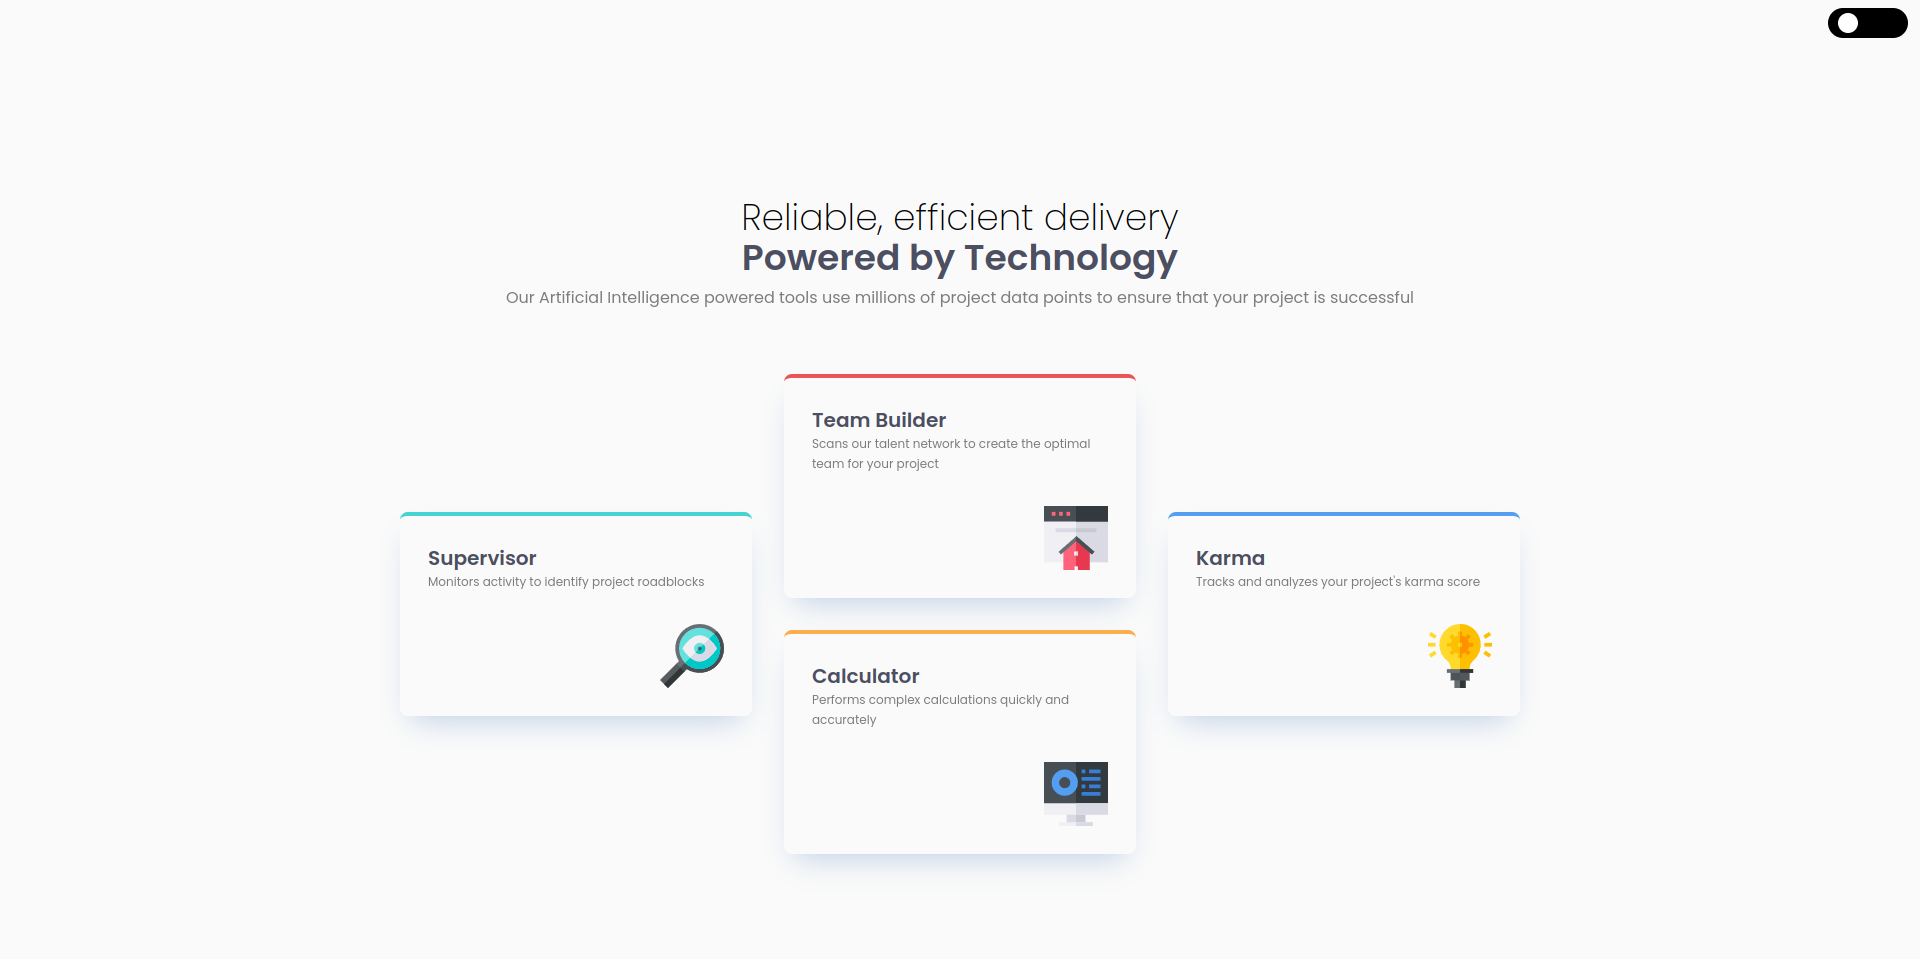 Reliable, efficient delivery
Powered by Technology
Our Artificial Intelligence powered tools use millions of project data points to ensure that your project is successful
Supervisor
Monitors activity to identify project roadblocks
Team Builder
Scans our talent network to create the optimal
team for your project
Calculator
Performs complex calculations quickly and
accurately
Karma
Tracks and analyzes your project's karma score